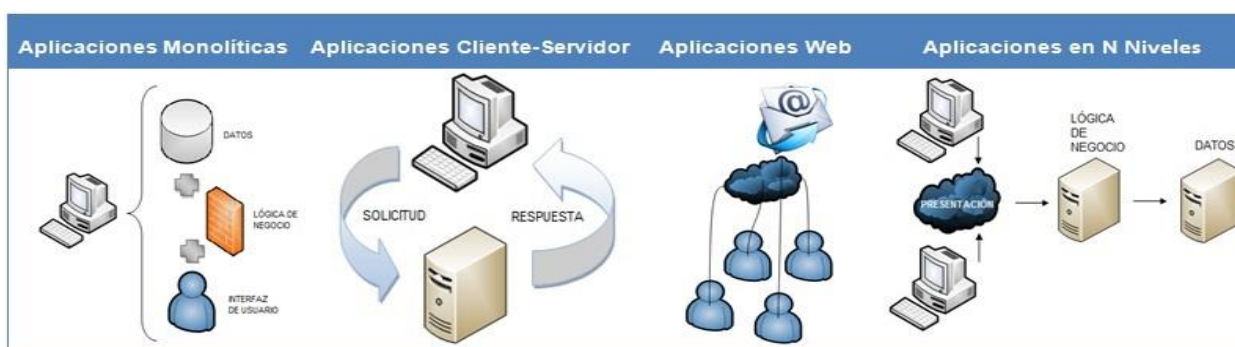 Aplicaciones Monolíticas
Aplicaciones Cliente-Servidor
Aplicaciones Web
Aplicaciones en N Niveles
DATOS
LÓGICA DE
NEGOCIO
INTERFAZ
DE USUARIO
SOLICITUD
RESPUESTA
@
PRESENTACIÓN
LÓGICA
DE
NEGOCIO
DATOS